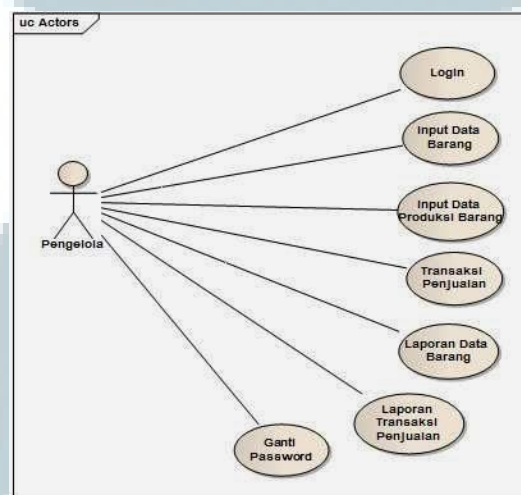 uc Actors
Login
Input Data
Barang
Input Data
Produksi Barang
Pengelola
Transaksi
Penjualan
Laporan Data
Barang
Laporan
Transaksi
Penjualan
Ganti
Password